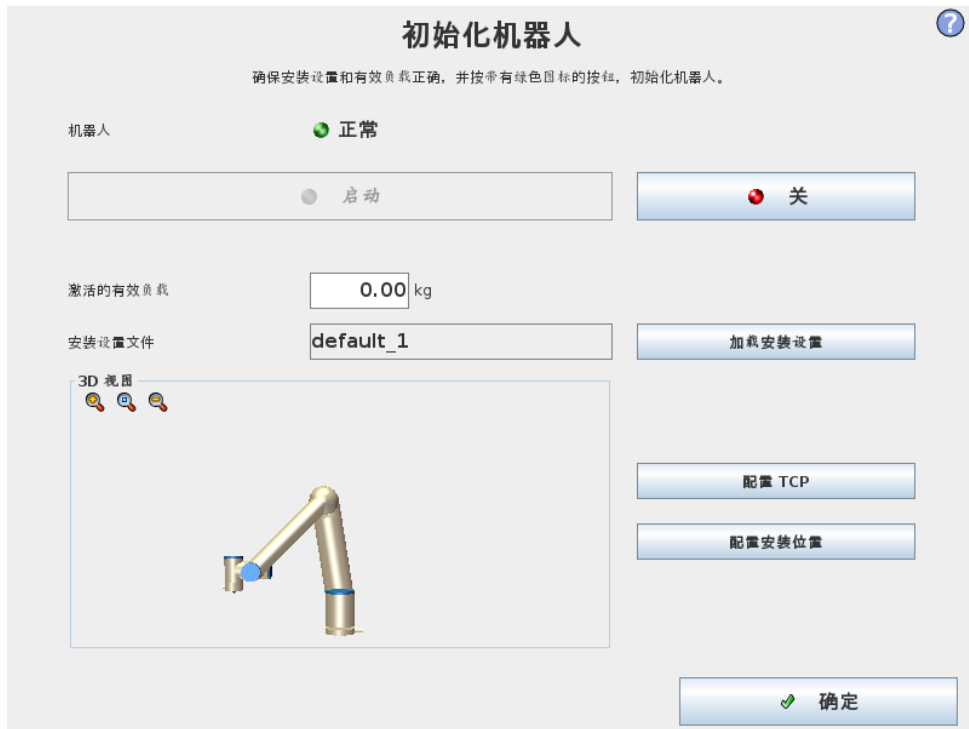 初始化机器人
?
确保安装设置和有效负载正确，并按带有绿色图标的按钮，初始化机器人。
机器人 正常
启动 关
激活的有效负载 0.00 kg
安装设置文件 default_1 加载安装设置
3D 视图
配置 TCP
配置安装位置
确定